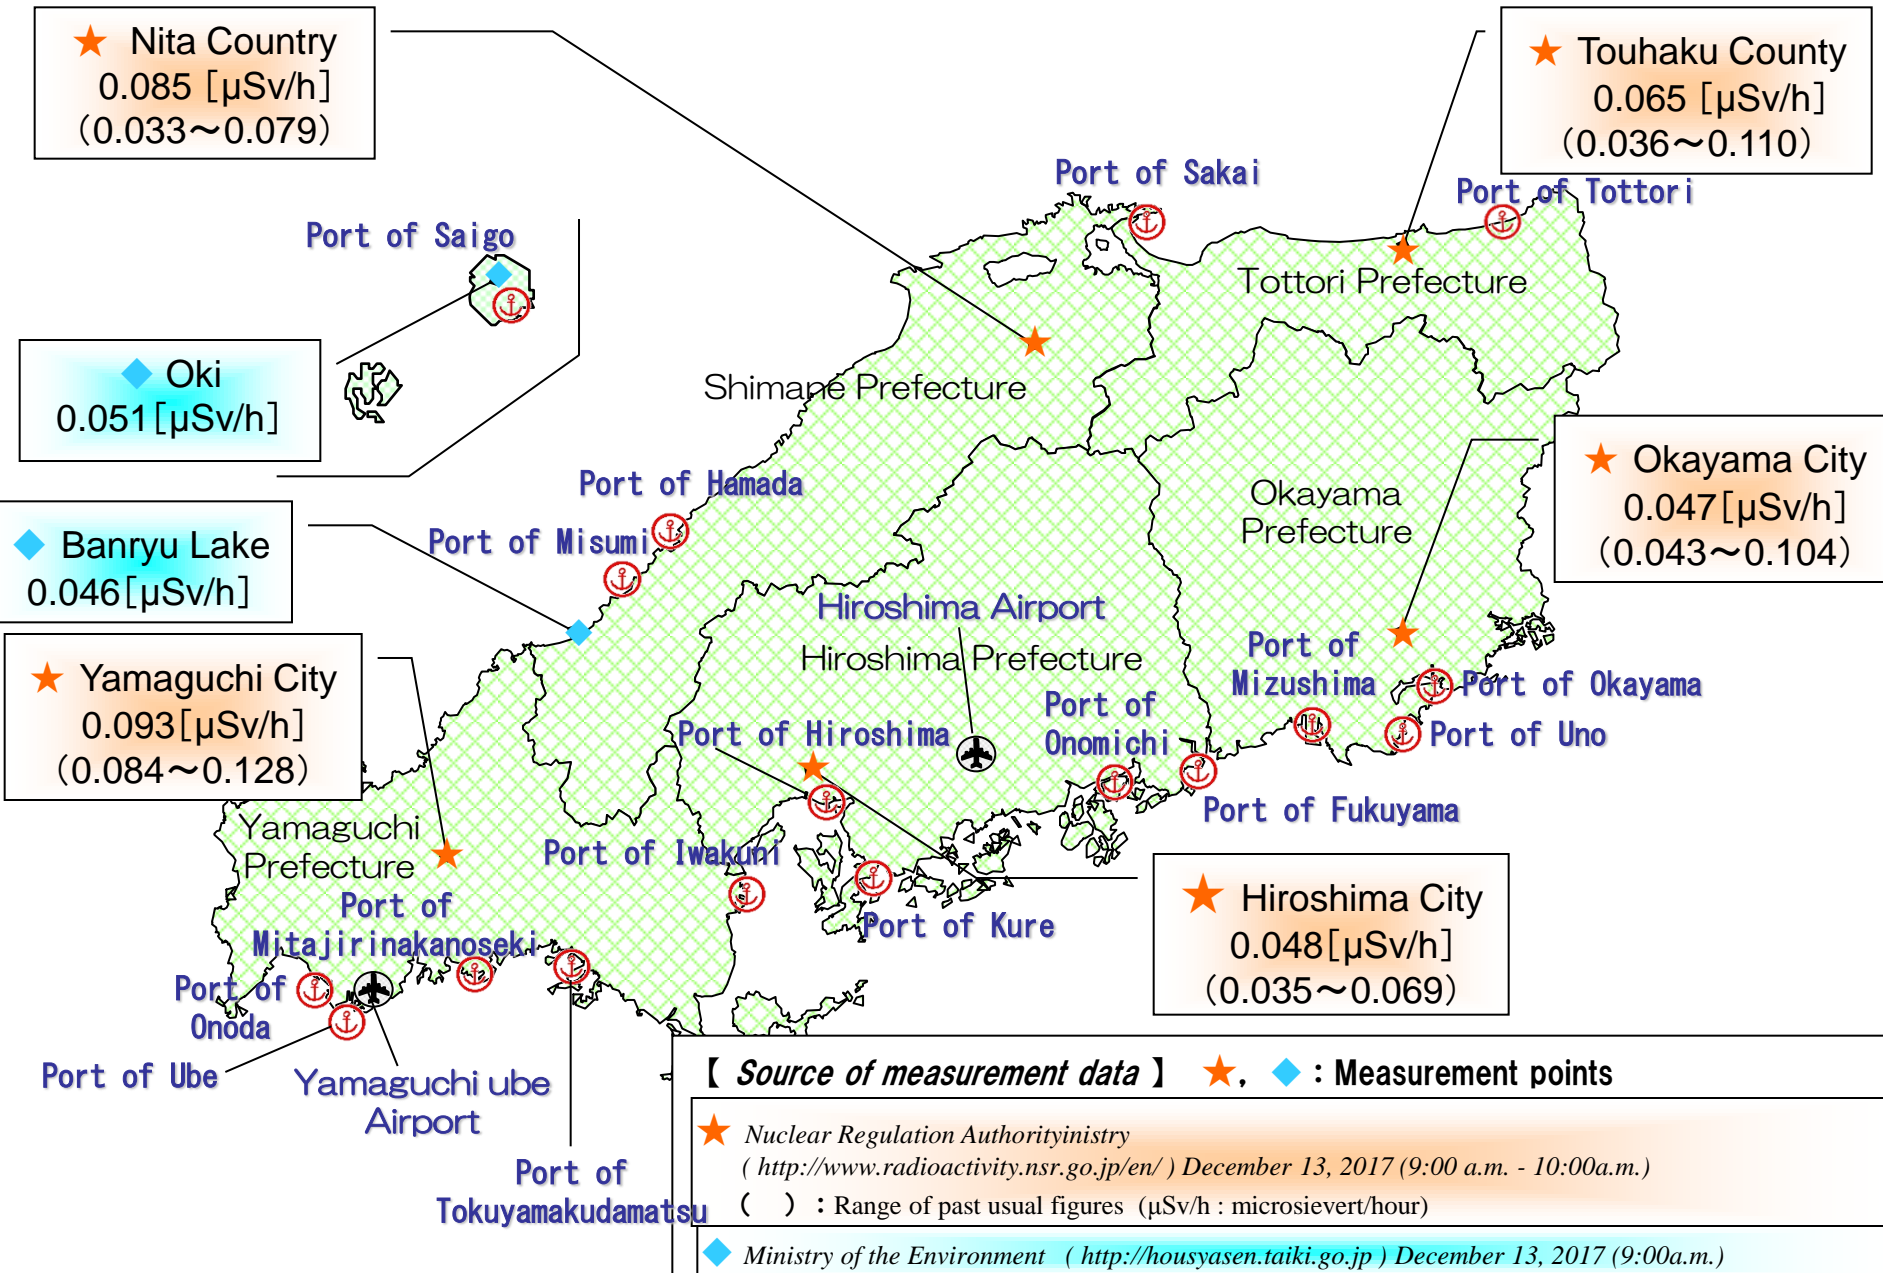 ★ Nita Country
0.085 [μSv/h]
(0.033～0.079)
★ Touhaku County
0.065 [μSv/h]
(0.036～0.110)
Port of Sakai
Port of Tottori
Port of Saigo
Tottori Prefecture
◆ Oki
0.051[μSv/h]
Shimane Prefecture
★ Okayama City
0.047[μSv/h]
(0.043～0.104)
Port of Hamada
Okayama
Prefecture
Port of Misumi
◆ Banryu Lake
0.046[μSv/h]
Hiroshima Airport
Hiroshima Prefecture
Port of
Mizushima
Port of Okayama
★ Yamaguchi City
0.093[μSv/h]
(0.084～0.128)
Port of Hiroshima
Port of
Onomichi
Port of Uno
Port of Fukuyama
Yamaguchi
Prefecture
Port of Iwakuni
★ Hiroshima City
0.048[μSv/h]
(0.035～0.069)
Port of
Mitajirinakanoseki
Port of Kure
Port of
Onoda
Port of Ube
Yamaguchi ube
Airport
Port of
Tokuyamakudamatsu
【 Source of measurement data 】 ★, ◆ : Measurement points
★ Nuclear Regulation Authorityinistry
( http://www.radioactivity.nsr.go.jp/en/ ) December 13, 2017 (9:00 a.m. - 10:00a.m.)
( ) : Range of past usual figures (μSv/h : microsievert/hour)
◆ Ministry of the Environment ( http://housyasen.taiki.go.jp ) December 13, 2017 (9:00a.m.)